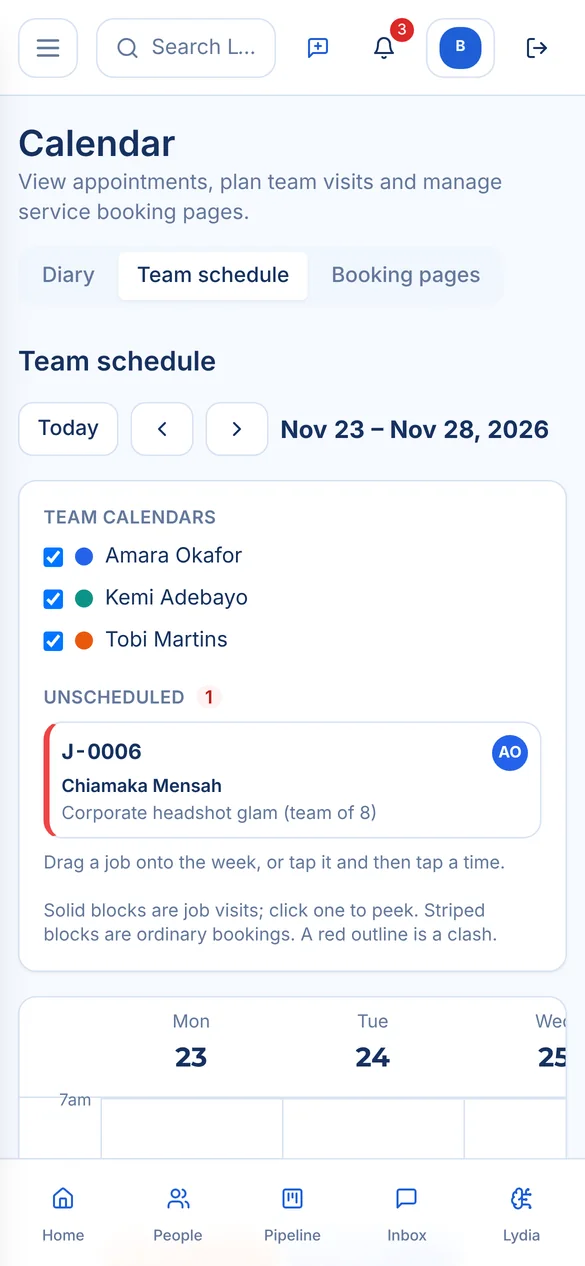 Search L...
3
B
Calendar
View appointments, plan team visits and manage
service booking pages.
Diary
Team schedule
Booking pages
Team schedule
Today
Nov 23 – Nov 28, 2026
TEAM CALENDARS
Amara Okafor
Kemi Adebayo
Tobi Martins
UNSCHEDULED 1
J-0006
AO
Chiamaka Mensah
Corporate headshot glam (team of 8)
Drag a job onto the week, or tap it and then tap a time.
Solid blocks are job visits; click one to peek. Striped
blocks are ordinary bookings. A red outline is a clash.
Mon Tue Wec
23 24 25
7am
Home People Pipeline Inbox Lydia